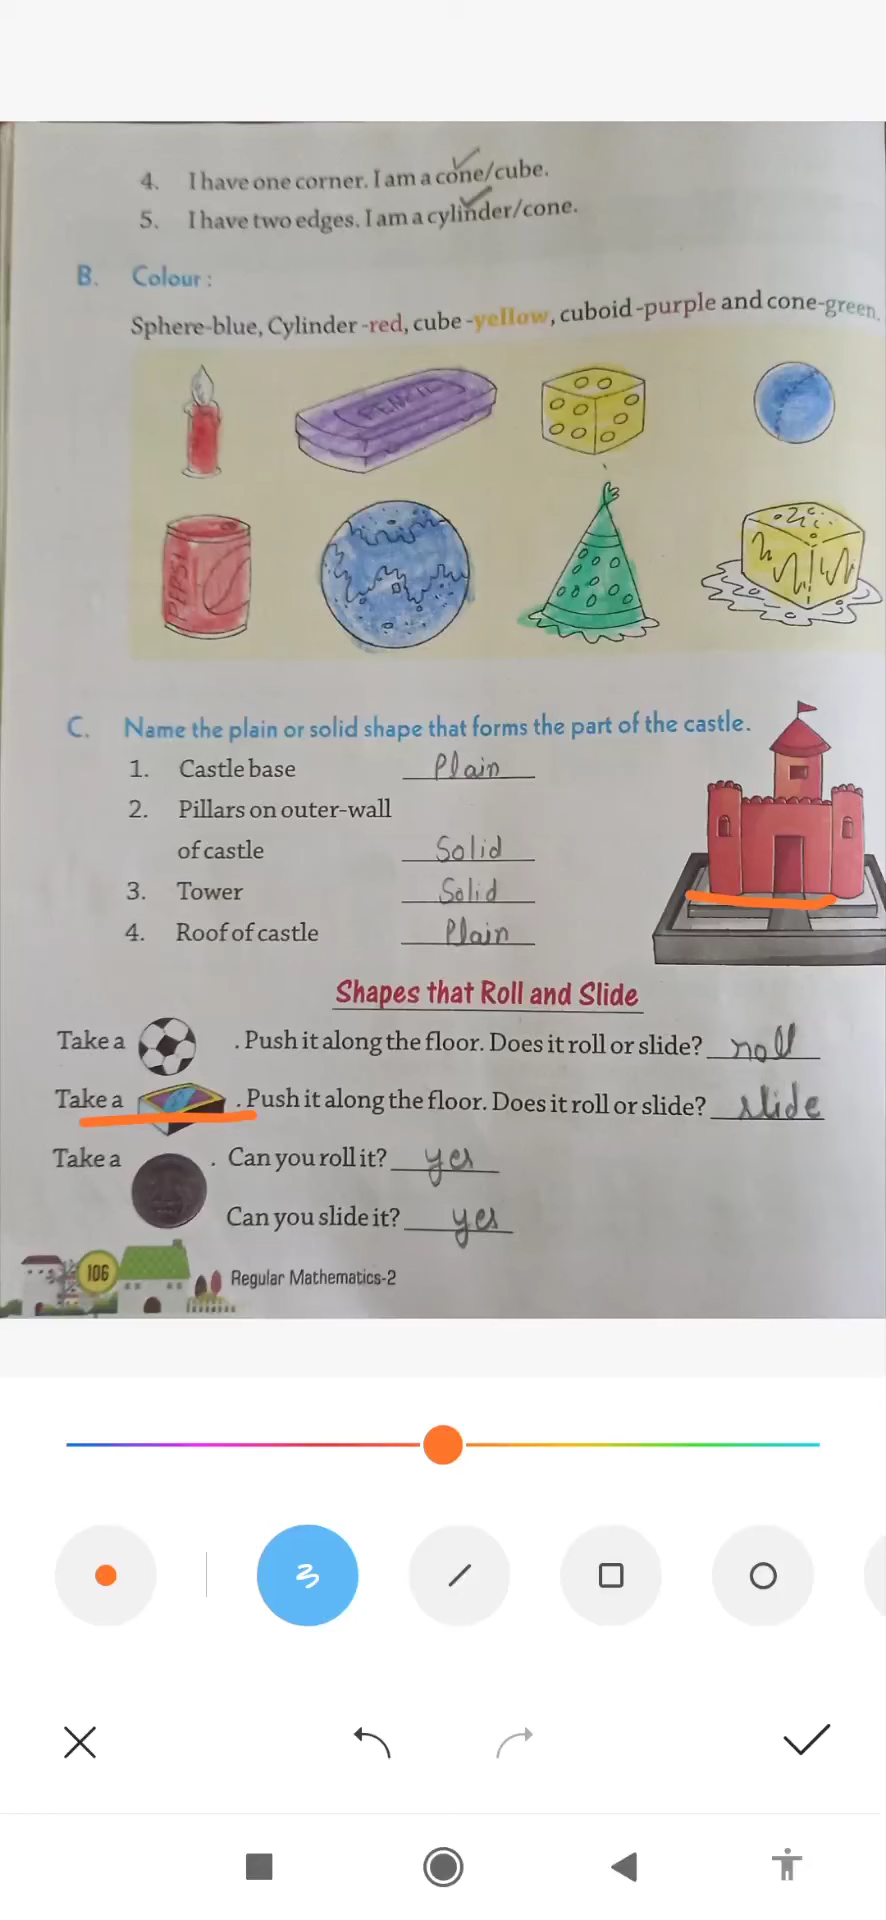 4. I have one corner. I am a cone/cube.
5. I have two edges. I am a cylinder/cone.
B. Colour :
Sphere-blue, Cylinder -red, cube -yellow, cuboid -purple and cone-green.
PENCIL
PEPSI
C. Name the plain or solid shape that forms the part of the castle.
1. Castle base Plain
2. Pillars on outer-wall
of castle Solid
3. Tower Solid
4. Roof of castle Plain
Shapes that Roll and Slide
Take a . Push it along the floor. Does it roll or slide? roll
Take a . Push it along the floor. Does it roll or slide? slide
Take a . Can you roll it? yes
Can you slide it? yes
106 Regular Mathematics-2